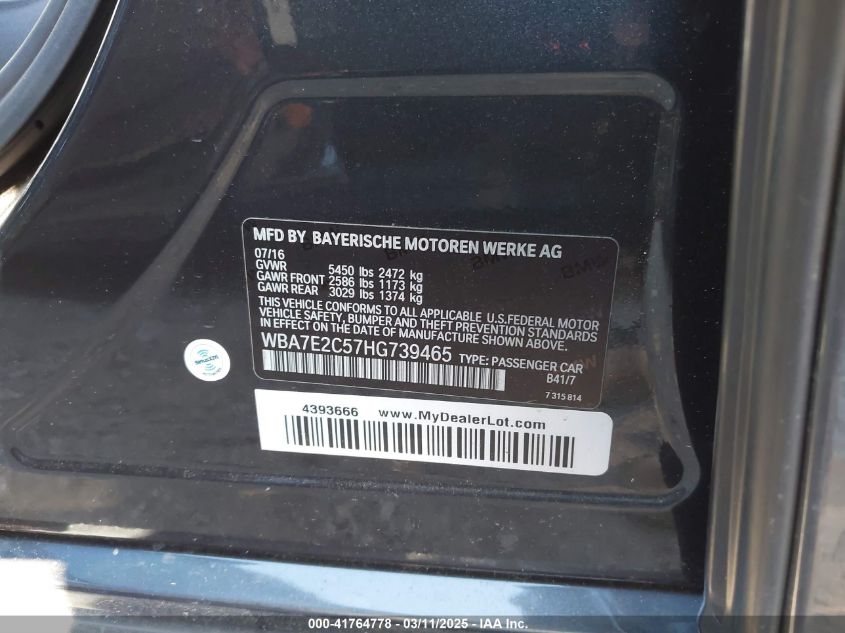 MFD BY BAYERISCHE MOTOREN WERKE AG
07/16
GVWR 5450 lbs 2472 kg
GAWR FRONT 2586 lbs 1173 kg
GAWR REAR 3029 lbs 1374 kg
THIS VEHICLE CONFORMS TO ALL APPLICABLE U.S.FEDERAL MOTOR
VEHICLE SAFETY, BUMPER AND THEFT PREVENTION STANDARDS
IN EFFECT ON THE DATE OF MANUFACTURE SHOWN ABOVE.
WBA7E2C57HG739465 TYPE: PASSENGER CAR
B41/7
7 315 814
SiriusXM
4393666 www.MyDealerLot.com
000-41764778 - 03/11/2025 - IAA Inc.